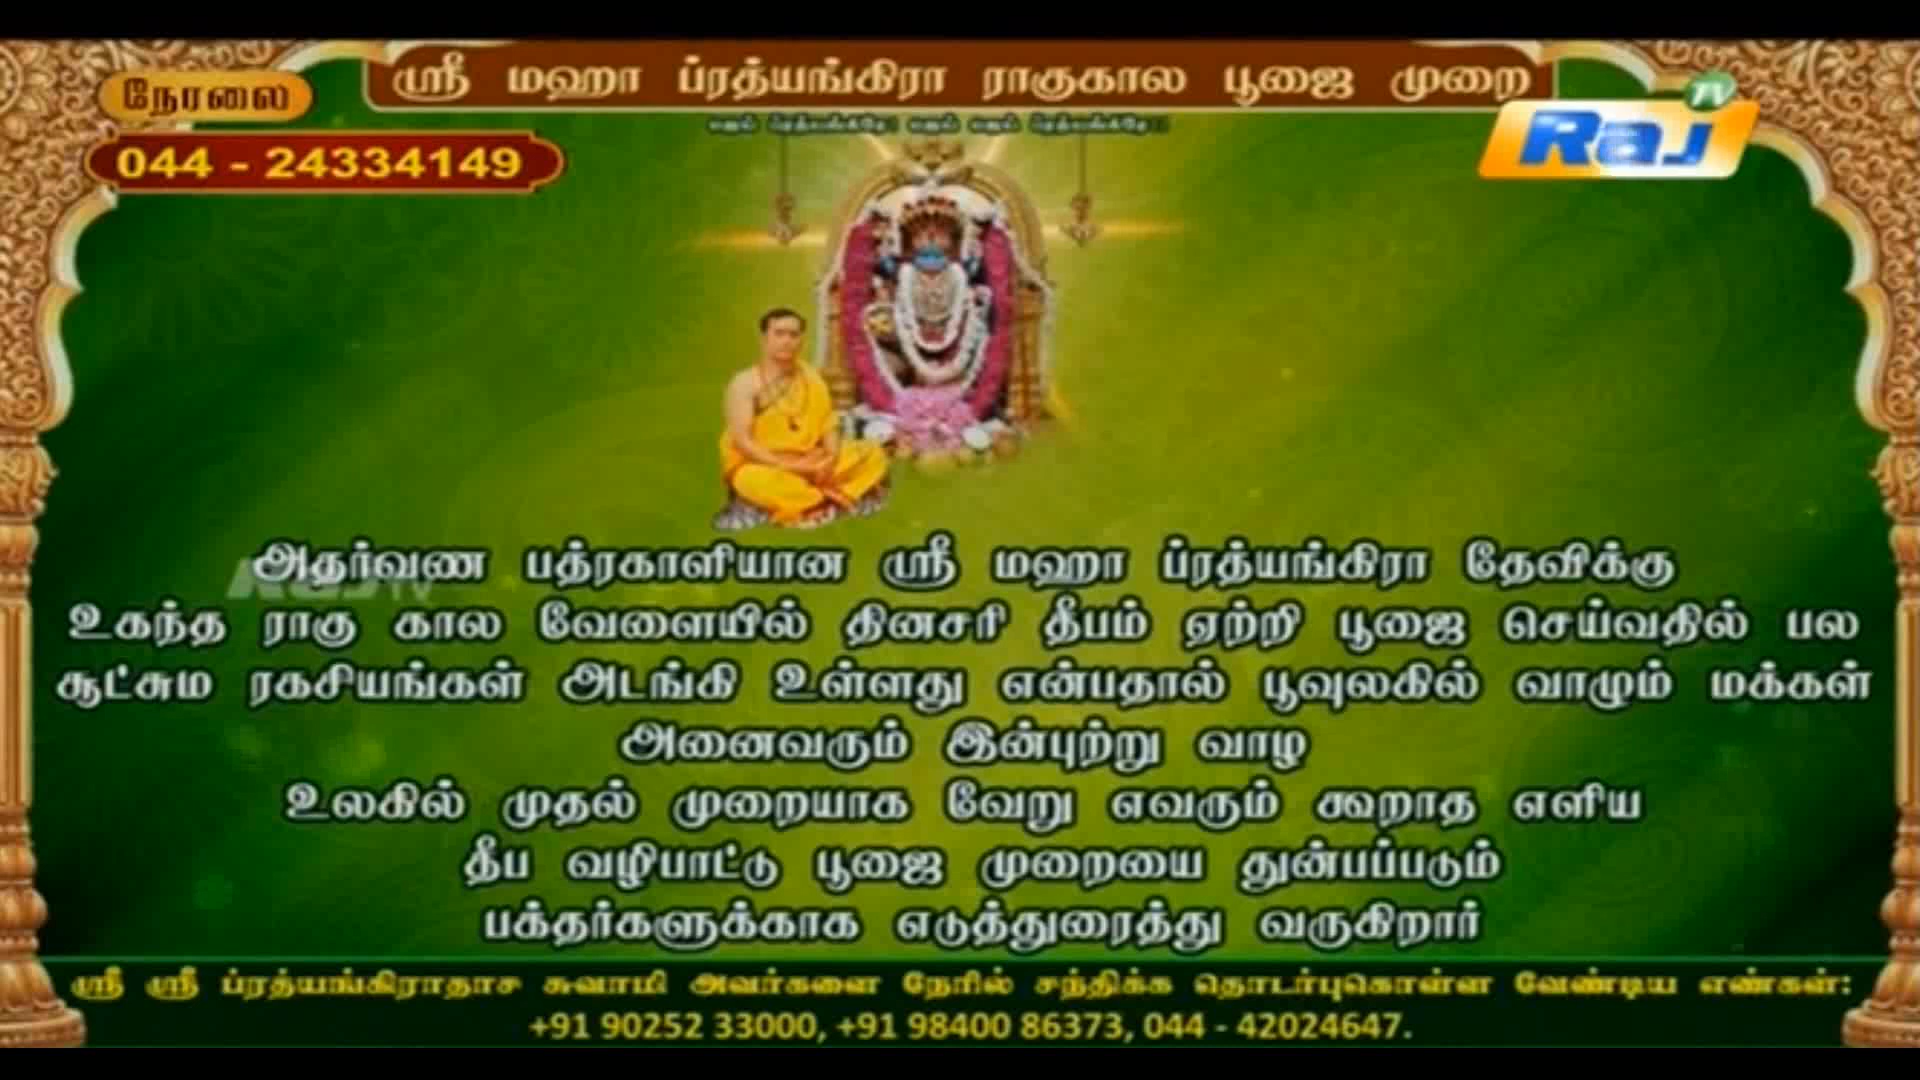 ஸ்ரீ மஹா ப்ரத்யங்கிரா ராகுகால பூஜை முறை
நேரலை
Raj TV
044 - 24334149
அதர்வண பத்ரகாளியான ஸ்ரீ மஹா ப்ரத்யங்கிரா தேவிக்கு
உகந்த ராகு கால வேளையில் தினசரி தீபம் ஏற்றி பூஜை செய்வதில் பல
சூட்சும ரகசியங்கள் அடங்கி உள்ளது என்பதால் பூவுலகில் வாழும் மக்கள்
அனைவரும் இன்புற்று வாழ
உலகில் முதல் முறையாக வேறு எவரும் கூறாத எளிய
தீப வழிபாட்டு பூஜை முறையை துன்பப்படும்
பக்தர்களுக்காக எடுத்துரைத்து வருகிறார்
ஸ்ரீ ஸ்ரீ ப்ரத்யங்கிராதாச சுவாமி அவர்களை நேரில் சந்திக்க தொடர்புகொள்ள வேண்டிய எண்கள்:
+91 90252 33000, +91 98400 86373, 044 - 42024647.